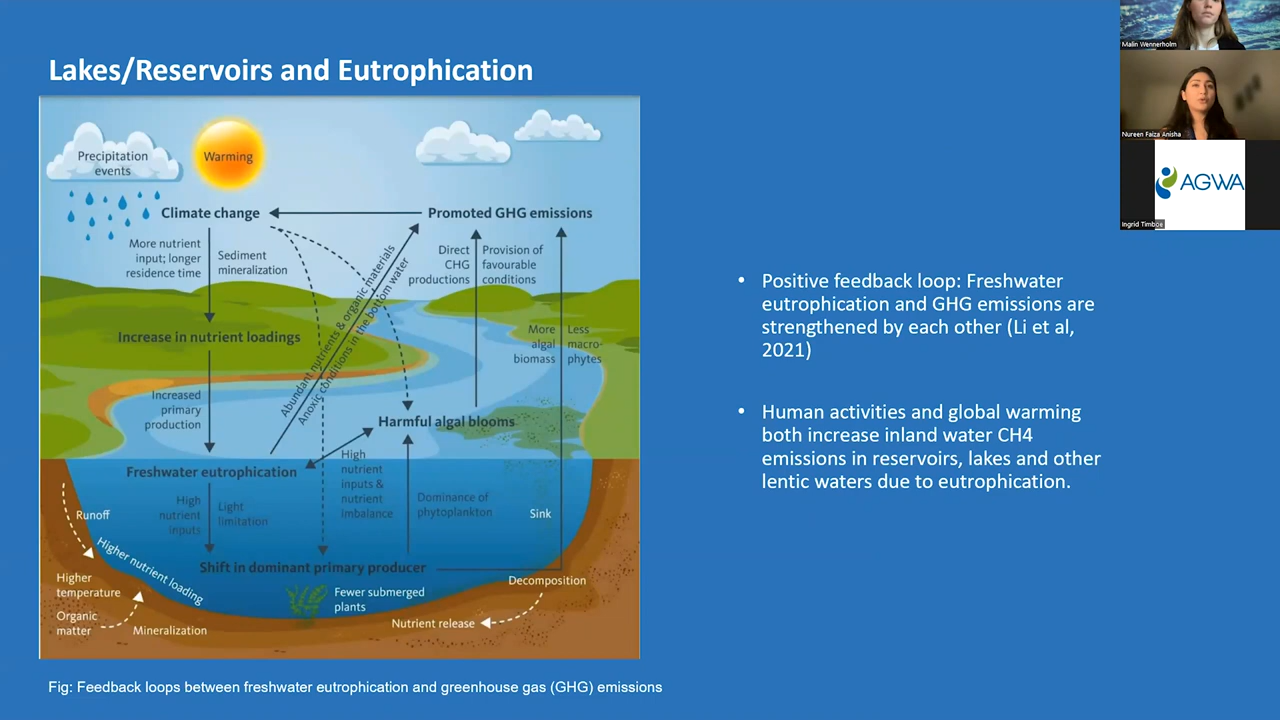 Lakes/Reservoirs and Eutrophication
Precipitation
events
Warming
Climate change
Promoted GHG emissions
More nutrient
input; longer
residence time
Sediment
mineralization
Direct
CHG
productions
Provision of
favourable
conditions
Abundant nutrients & organic materials
Anoxic conditions in the bottom water
Increase in nutrient loadings
More
algal
biomass
Less
macro-
phytes
Increased
primary
production
Harmful algal blooms
Freshwater eutrophication
High
nutrient
inputs &
nutrient
imbalance
High
nutrient
inputs
Light
limitation
Dominance of
phytoplankton
Sink
Runoff
Higher nutrient loading
Shift in dominant primary producer
Higher
temperature
Fewer submerged
plants
Decomposition
Organic
matter
Mineralization
Nutrient release
Fig: Feedback loops between freshwater eutrophication and greenhouse gas (GHG) emissions
• Positive feedback loop: Freshwater
eutrophication and GHG emissions are
strengthened by each other (Li et al,
2021)
• Human activities and global warming
both increase inland water CH4
emissions in reservoirs, lakes and other
lentic waters due to eutrophication.
Malin Wennerholm
Nureen Faiza Anisha
AGWA
Ingrid Timboe